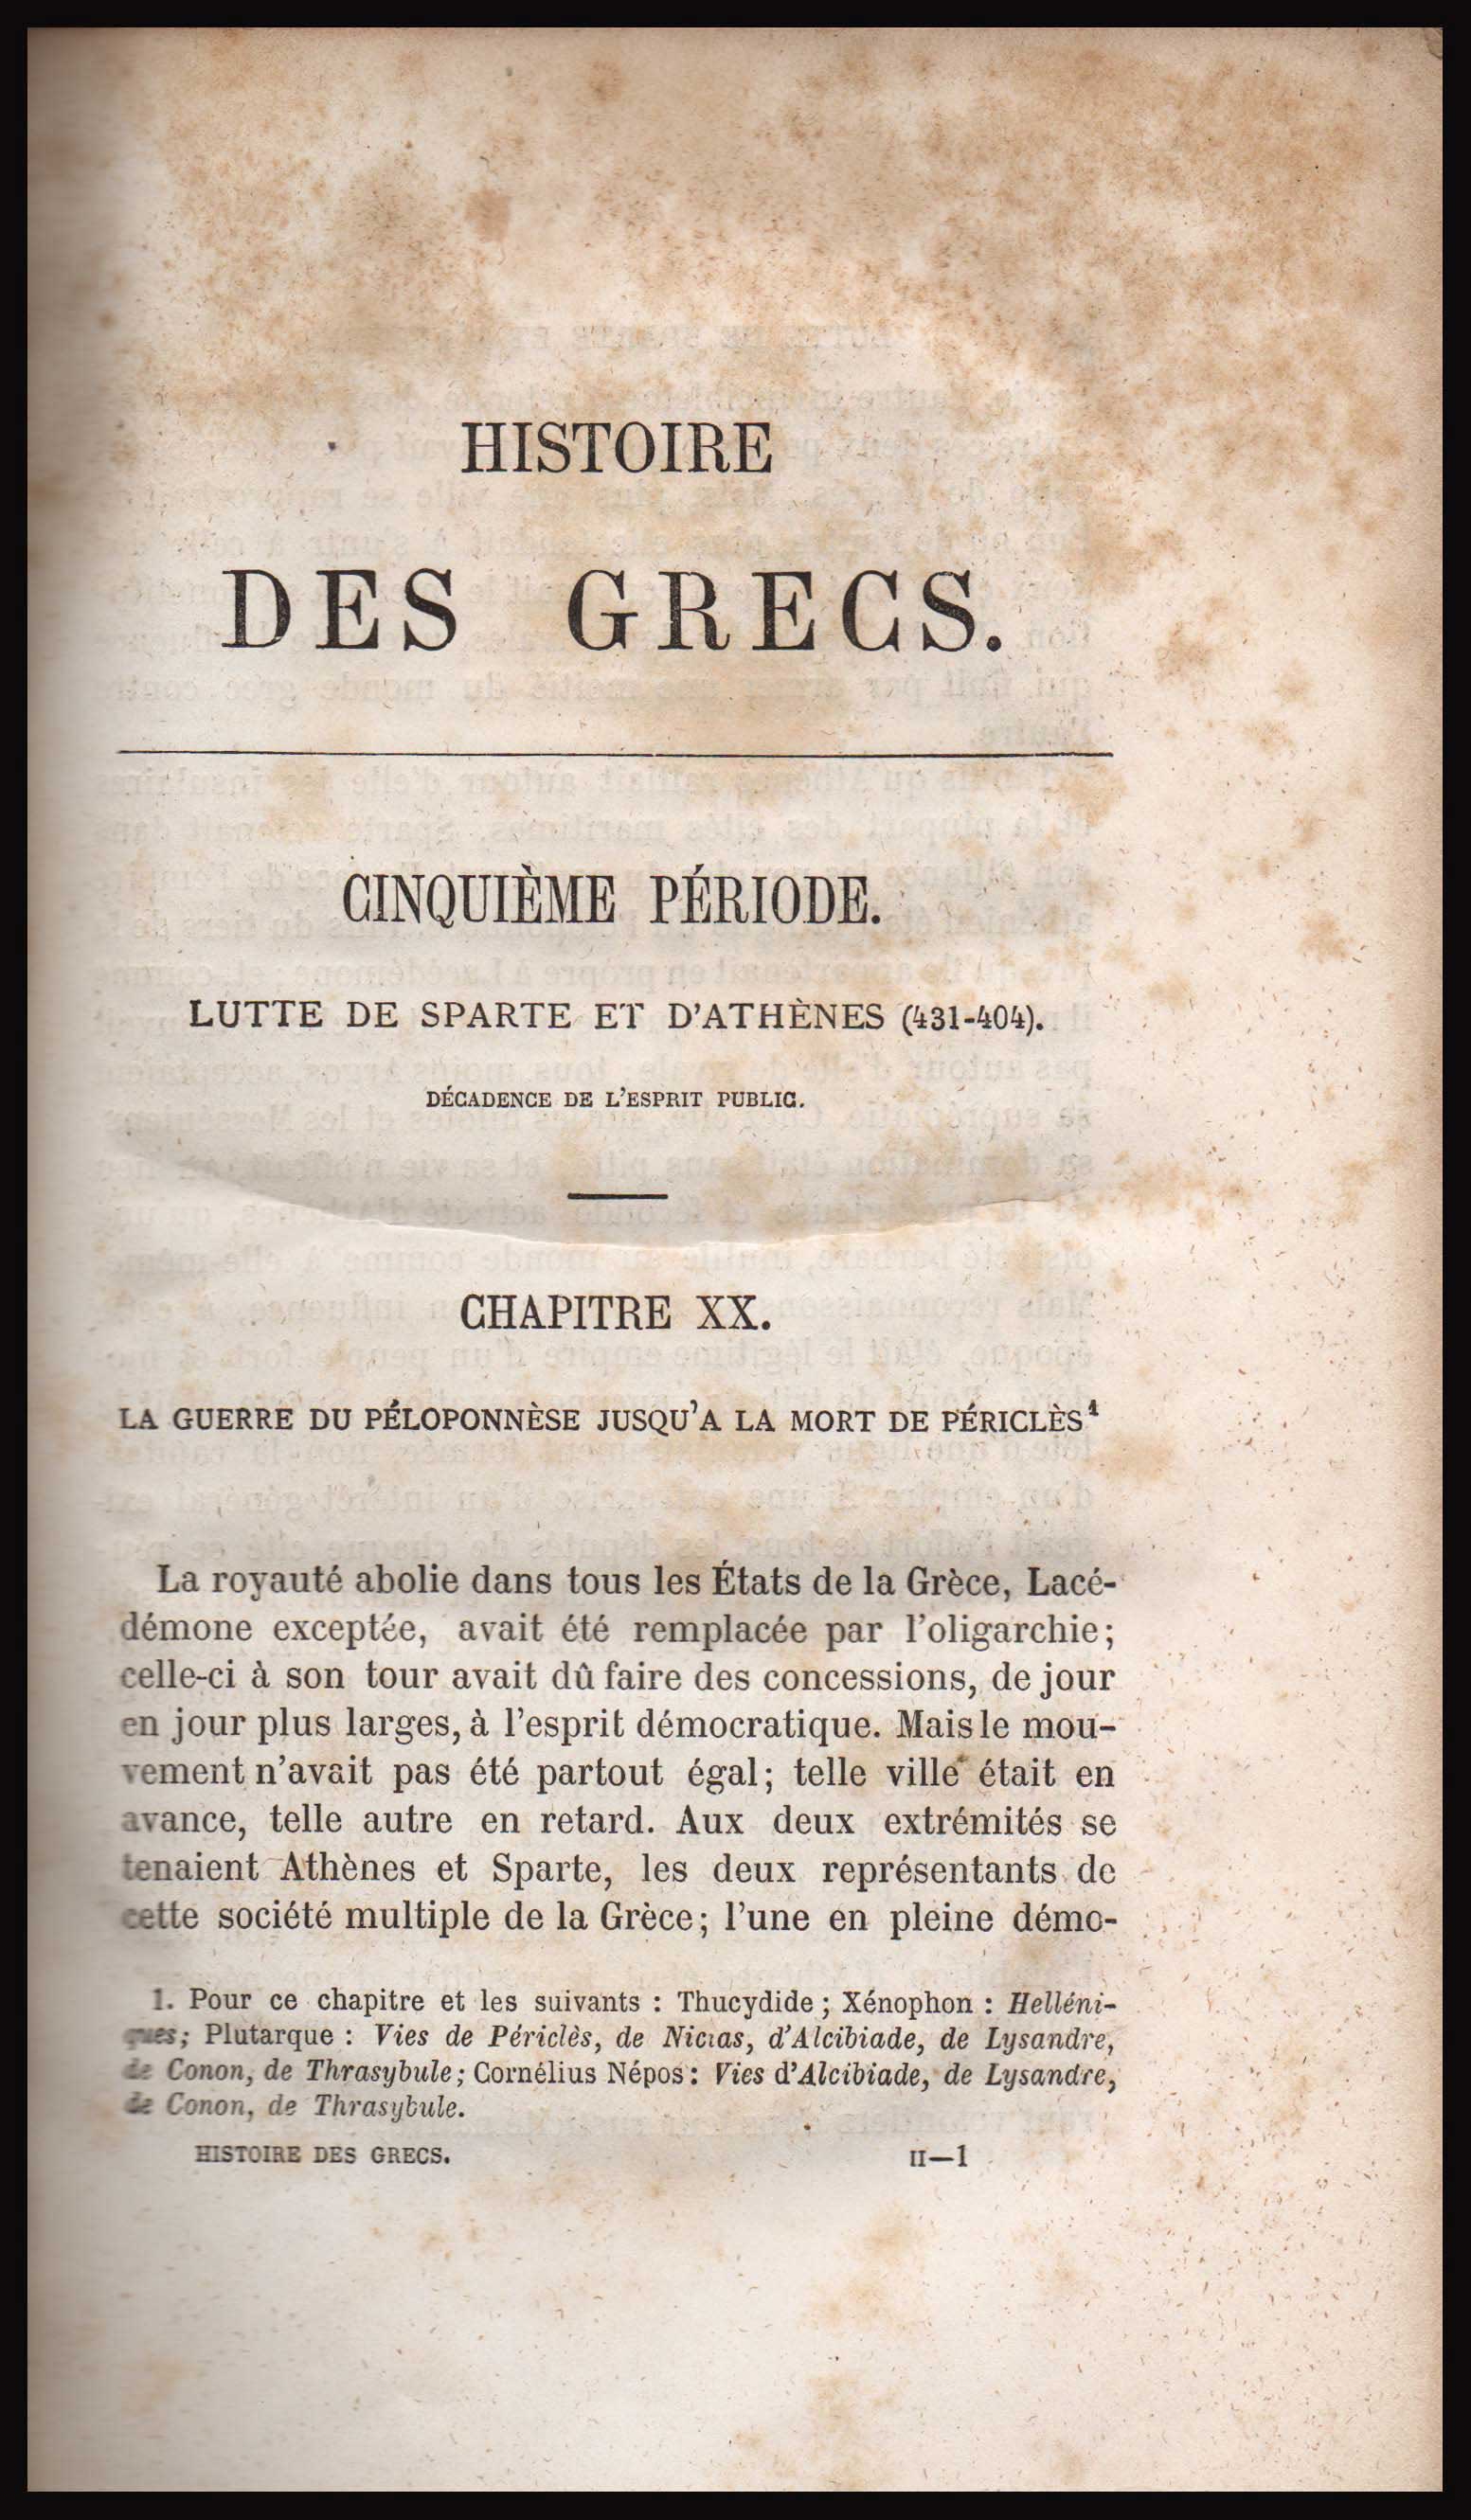 HISTOIRE
DES GRECS.
CINQUIÈME PÉRIODE.
LUTTE DE SPARTE ET D'ATHÈNES (431-404).
DÉCADENCE DE L'ESPRIT PUBLIC.
CHAPITRE XX.
LA GUERRE DU PÉLOPONNÈSE JUSQU'A LA MORT DE PÉRICLÈS¹
La royauté abolie dans tous les États de la Grèce, Lacé-
démone exceptée, avait été remplacée par l'oligarchie;
celle-ci à son tour avait dû faire des concessions, de jour
en jour plus larges, à l'esprit démocratique. Mais le mou-
vement n'avait pas été partout égal; telle ville était en
avance, telle autre en retard. Aux deux extrémités se
tenaient Athènes et Sparte, les deux représentants de
cette société multiple de la Grèce; l'une en pleine démo-
1. Pour ce chapitre et les suivants : Thucydide; Xénophon : Helléni-
ques; Plutarque : Vies de Périclès, de Nicias, d'Alcibiade, de Lysandre,
de Conon, de Thrasybule; Cornélius Népos : Vies d'Alcibiade, de Lysandre,
de Conon, de Thrasybule.
HISTOIRE DES GRECS. II—1